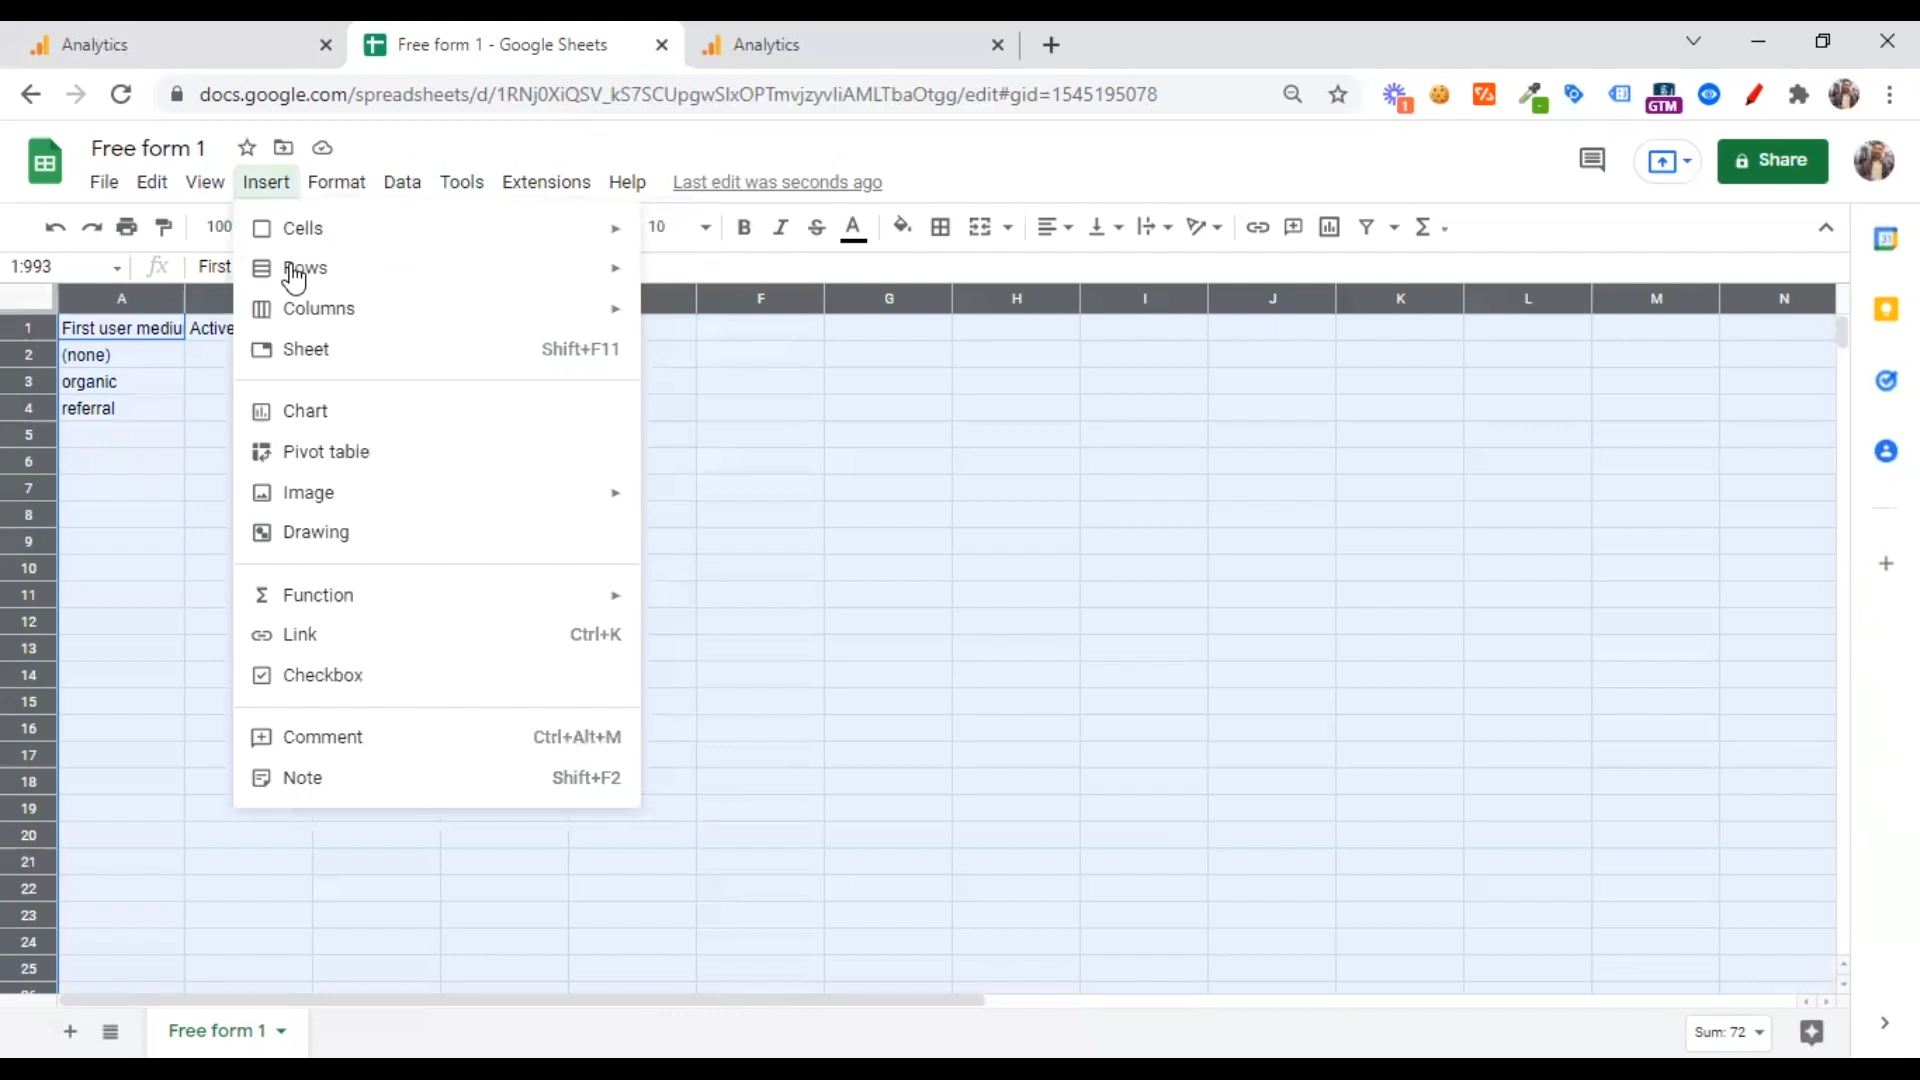 Analytics
Free form 1 - Google Sheets
Analytics
docs.google.com/spreadsheets/d/1RNj0XiQSV_kS7SCUpgwSIxOPTmvjzyvliAMLTbaOtgg/edit#gid=1545195078
1
GTM
Free form 1
File Edit View Insert Format Data Tools Extensions Help Last edit was seconds ago
Share
100
10
31
1:993
fx
First
Cells
Rows
Columns
Sheet Shift+F11
Chart
Pivot table
Image
Drawing
Function
Link Ctrl+K
Checkbox
Comment Ctrl+Alt+M
Note Shift+F2
A F G H I J K L M N
1 First user mediu Active
2 (none)
3 organic
4 referral
5
6
7
8
9
10
11
12
13
14
15
16
17
18
19
20
21
22
23
24
25
Free form 1
Sum: 72